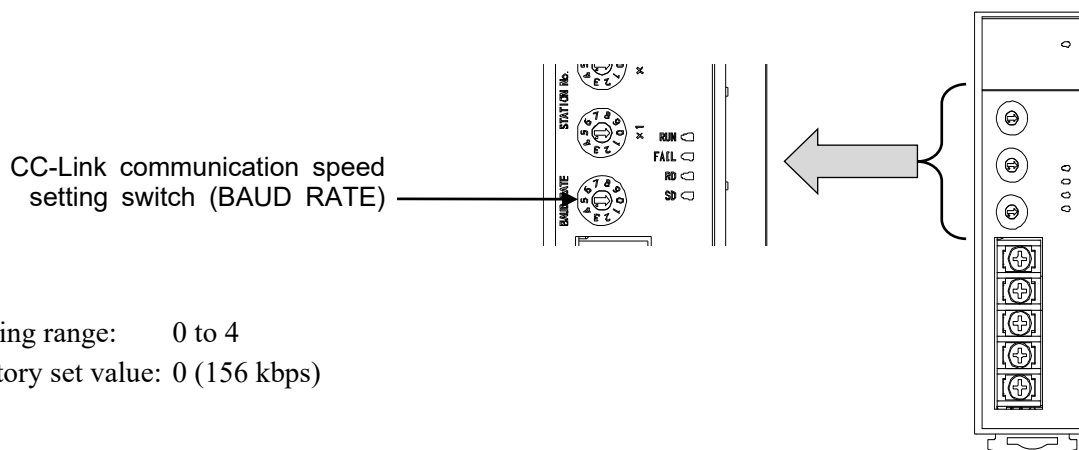 CC-Link communication speed
setting switch (BAUD RATE)
STATION No.
×1
BAUD RATE
RUN
FAIL
RD
SD
ing range: 0 to 4
tory set value: 0 (156 kbps)